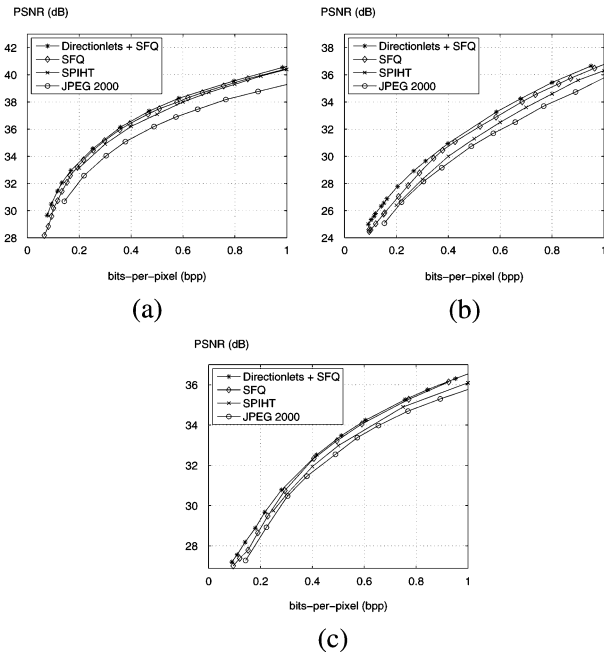 PSNR (dB)
42
40
38
36
34
32
30
28
0
0.2
0.4
0.6
0.8
1
Directionlets + SFQ
SFQ
SPIHT
JPEG 2000
bits-per-pixel (bpp)
(a)
PSNR (dB)
38
36
34
32
30
28
26
24
0
0.2
0.4
0.6
0.8
1
Directionlets + SFQ
SFQ
SPIHT
JPEG 2000
bits-per-pixel (bpp)
(b)
PSNR (dB)
36
34
32
30
28
0
0.2
0.4
0.6
0.8
1
Directionlets + SFQ
SFQ
SPIHT
JPEG 2000
bits-per-pixel (bpp)
(c)